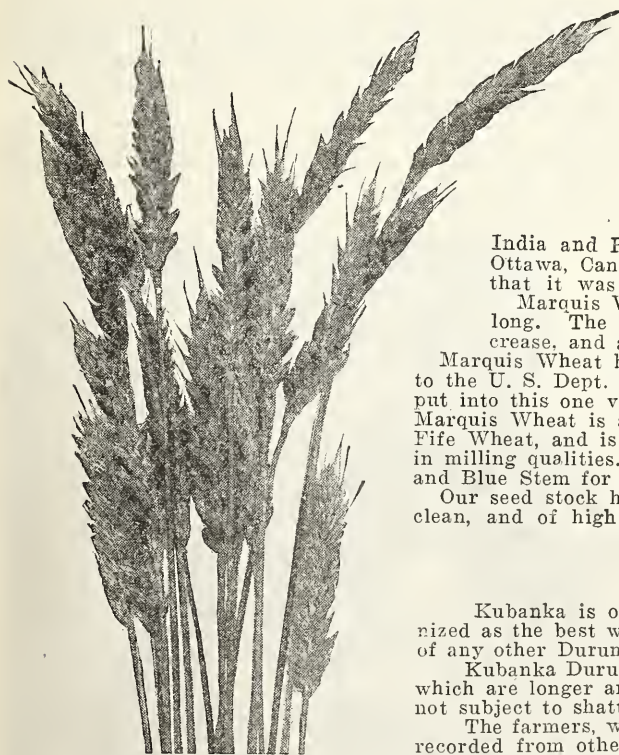 India and
Ottawa, Can
that it was
Marquis
long. The
crease, and
Marquis Wheat
to the U. S. Dept.
put into this one
Marquis Wheat is
Fife Wheat, and is
in milling qualities.
and Blue Stem for
Our seed stock
clean, and of high
Kubanka is
nized as the best
of any other Durum
Kubanka
which are longer
not subject to
The farmers,
recorded from